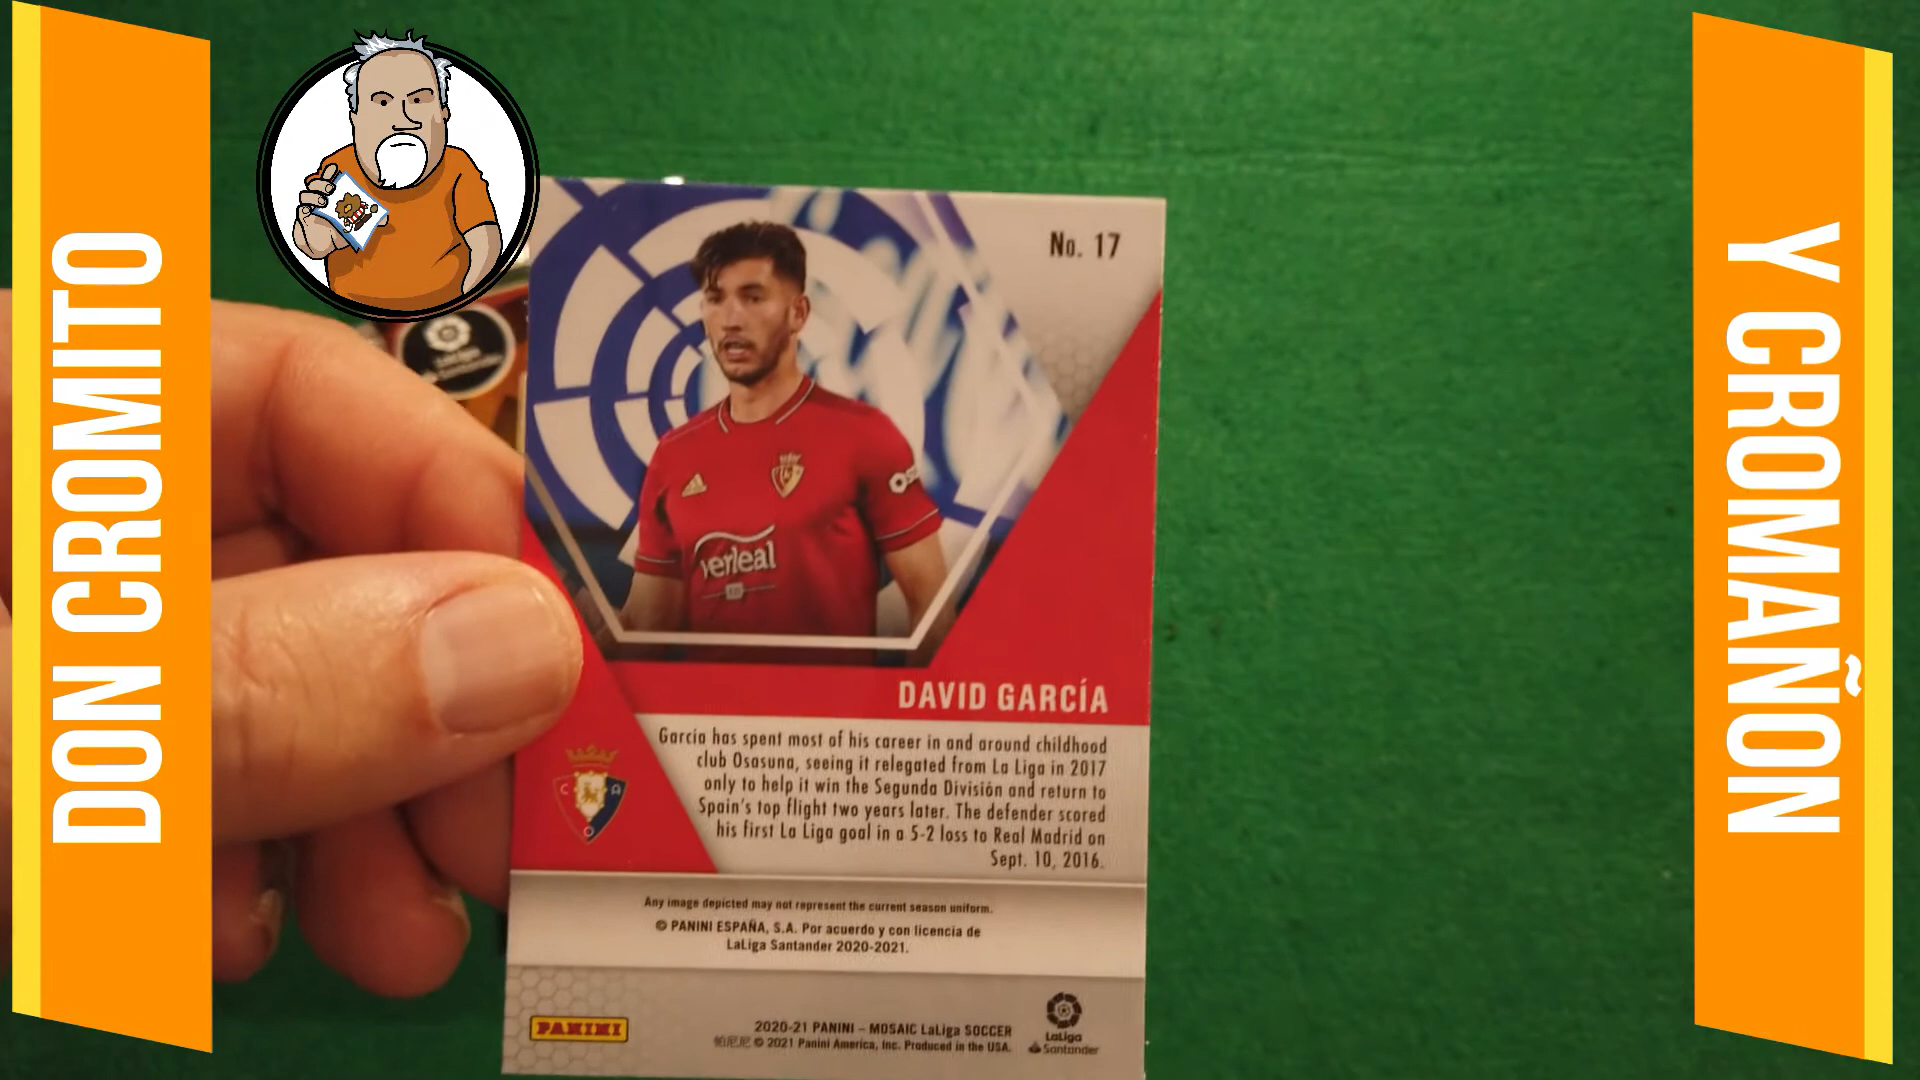 DON CROMITO
Y CROMAÑON
No. 17
LaLiga
verleal
DAVID GARCÍA
García has spent most of his career in and around childhood
club Osasuna, seeing it relegated from La Liga in 2017
only to help it win the Segunda División and return to
Spain's top flight two years later. The defender scored
his first La Liga goal in a 5-2 loss to Real Madrid on
Sept. 10, 2016.
C A
O
Any image depicted may not represent the current season uniform.
© PANINI ESPAÑA, S.A. Por acuerdo y con licencia de
LaLiga Santander 2020-2021.
PANINI
2020-21 PANINI – MOSAIC LaLiga SOCCER
帕尼尼 © 2021 Panini America, Inc. Produced in the USA.
LaLiga
Santander